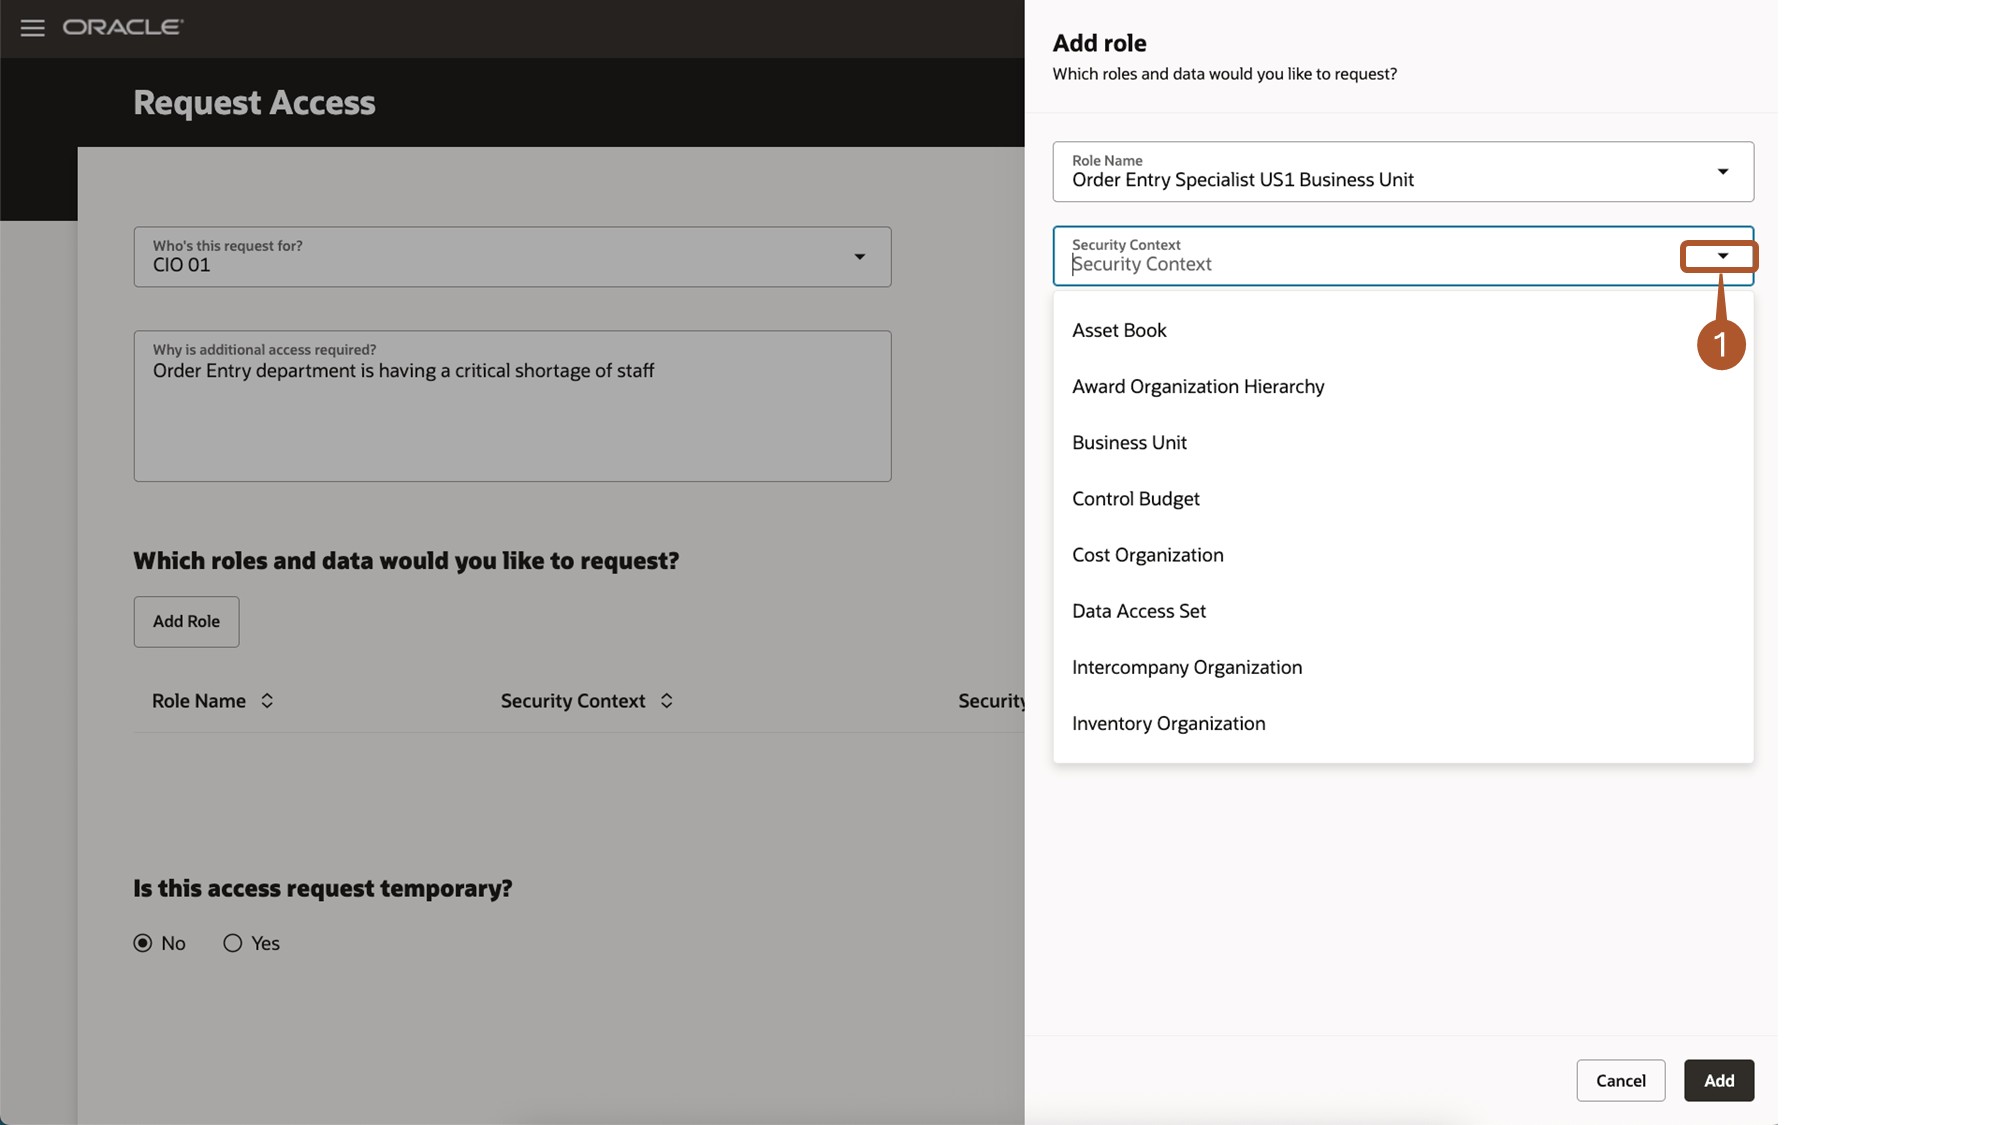 ORACLE
Request Access
Who's this request for?
CIO 01
Why is additional access required?
Order Entry department is having a critical shortage of staff
Which roles and data would you like to request?
Add Role
Role Name
Security Context
Security
Is this access request temporary?
No
Yes
Add role
Which roles and data would you like to request?
Role Name
Order Entry Specialist US1 Business Unit
Security Context
Security Context
1
Asset Book
Award Organization Hierarchy
Business Unit
Control Budget
Cost Organization
Data Access Set
Intercompany Organization
Inventory Organization
Cancel
Add